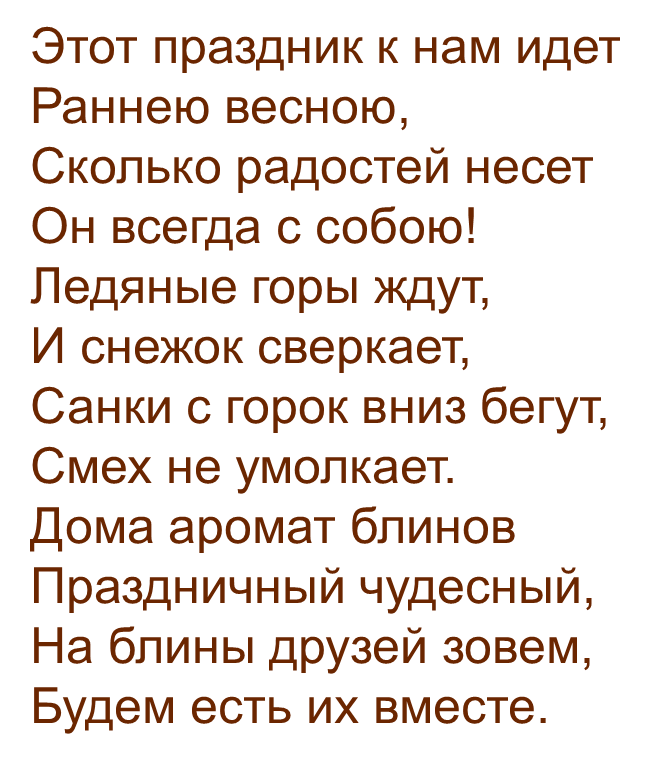 Этот праздник к нам идет
Раннею весною,
Сколько радостей несет
Он всегда с собою!
Ледяные горы ждут,
И снежок сверкает,
Санки с горок вниз бегут,
Смех не умолкает.
Дома аромат блинов
Праздничный чудесный,
На блины друзей зовем,
Будем есть их вместе.